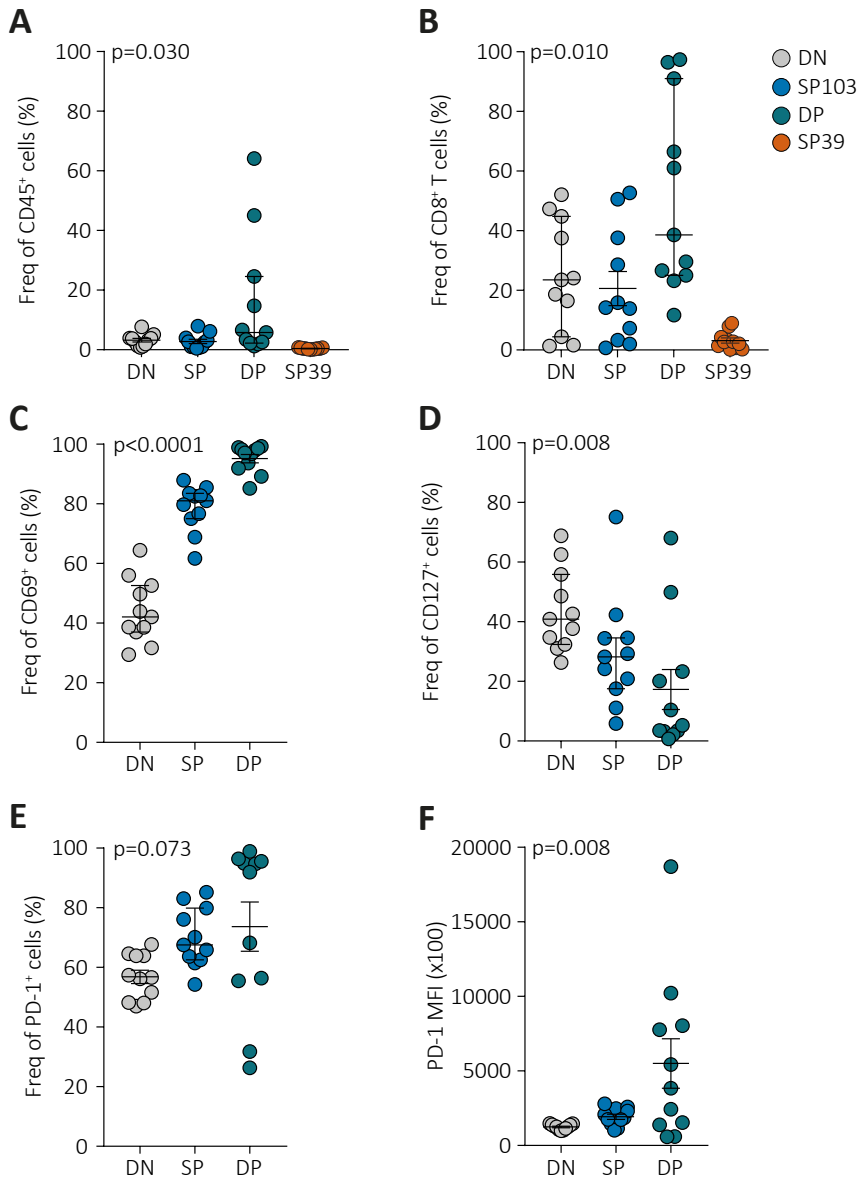 A
p=0.030
Freq of CD45⁺ cells (%)
100
80
60
40
20
0
DN SP DP SP39
B
p=0.010
Freq of CD8⁺ T cells (%)
100
80
60
40
20
0
DN SP DP SP39
DN
SP103
DP
SP39
C
p<0.0001
Freq of CD69⁺ cells (%)
100
80
60
40
20
0
DN SP DP
D
p=0.008
Freq of CD127⁺ cells (%)
100
80
60
40
20
0
DN SP DP
E
p=0.073
Freq of PD-1⁺ cells (%)
100
80
60
40
20
0
DN SP DP
F
p=0.008
PD-1 MFI (x100)
20000
15000
10000
5000
0
DN SP DP